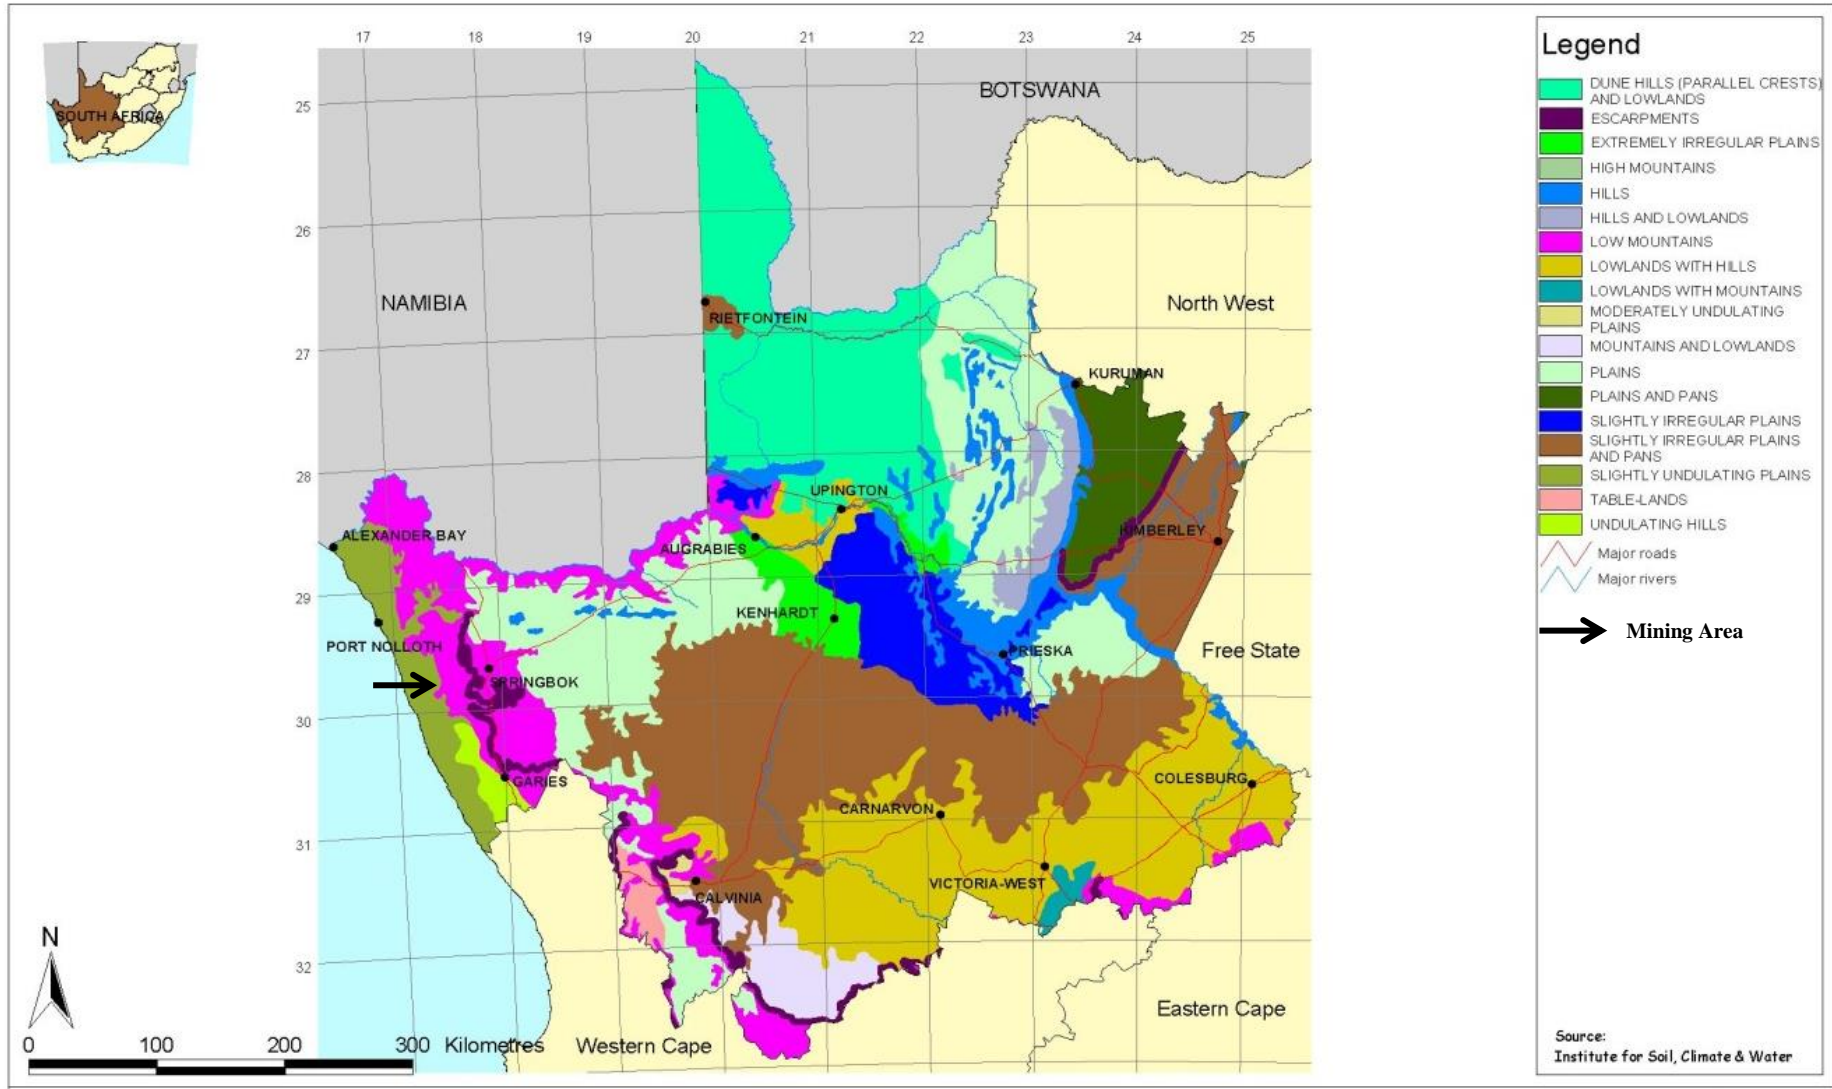 17 18 19 20 21 22 23 24 25
25
26
27
28
29
30
31
32
SOUTH AFRICA
BOTSWANA
NAMIBIA
North West
RIETFONTEIN
KURUMAN
UPINGTON
KIMBERLEY
ALEXANDER BAY
AUGRABIES
KENHARDT
PORT NOLLOTH
PRIESKA
Free State
SPRINGBOK
GARIES
COLESBURG
CARNARVON
VICTORIA-WEST
CALVINIA
Eastern Cape
Western Cape
N
0 100 200 300 Kilometres
Legend
DUNE HILLS (PARALLEL CRESTS)
AND LOWLANDS
ESCARPMENTS
EXTREMELY IRREGULAR PLAINS
HIGH MOUNTAINS
HILLS
HILLS AND LOWLANDS
LOW MOUNTAINS
LOWLANDS WITH HILLS
LOWLANDS WITH MOUNTAINS
MODERATELY UNDULATING
PLAINS
MOUNTAINS AND LOWLANDS
PLAINS
PLAINS AND PANS
SLIGHTLY IRREGULAR PLAINS
SLIGHTLY IRREGULAR PLAINS
AND PANS
SLIGHTLY UNDULATING PLAINS
TABLE-LANDS
UNDULATING HILLS
Major roads
Major rivers
Mining Area
Source:
Institute for Soil, Climate & Water